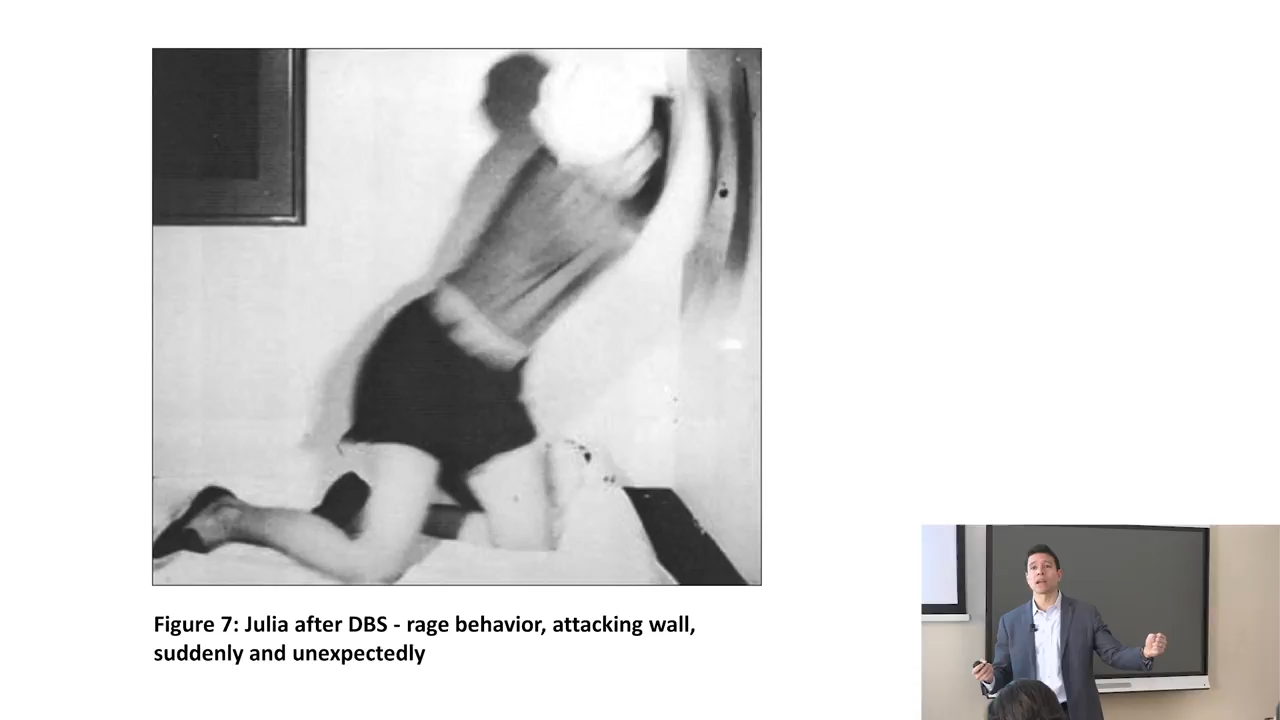 Figure 7: Julia after DBS - rage behavior, attacking wall,
suddenly and unexpectedly